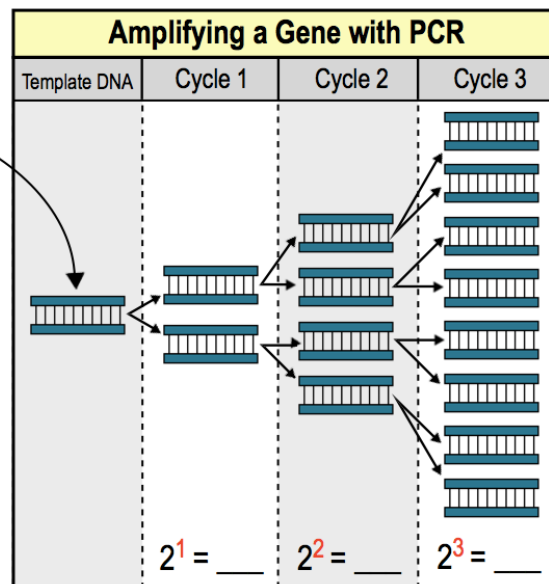 Amplifying a Gene with PCR
Template DNA Cycle 1 Cycle 2 Cycle 3
2¹ = ___ 2² = ___ 2³ = ___